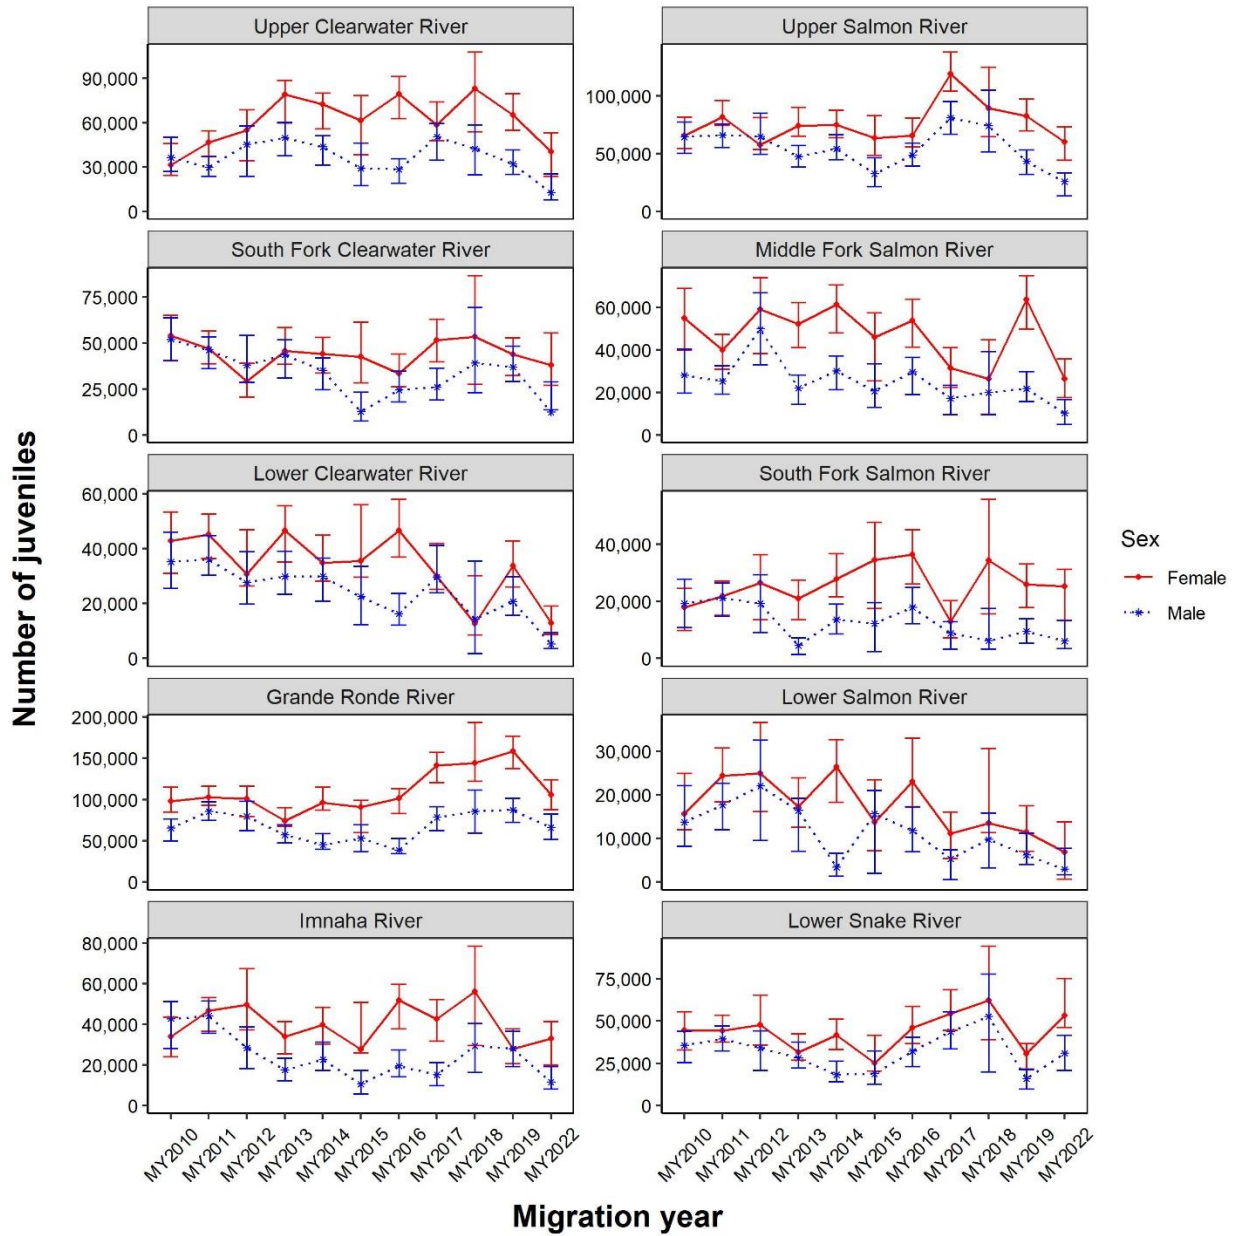 Upper Clearwater River
Upper Salmon River
90,000
60,000
30,000
0
100,000
50,000
0
South Fork Clearwater River
Middle Fork Salmon River
75,000
50,000
25,000
0
60,000
40,000
20,000
0
Lower Clearwater River
South Fork Salmon River
60,000
40,000
20,000
0
40,000
20,000
0
Grande Ronde River
Lower Salmon River
200,000
150,000
100,000
50,000
0
30,000
20,000
10,000
0
Imnaha River
Lower Snake River
80,000
60,000
40,000
20,000
0
75,000
50,000
25,000
0
MY2010 MY2011 MY2012 MY2013 MY2014 MY2015 MY2016 MY2017 MY2018 MY2019 MY2022
MY2010 MY2011 MY2012 MY2013 MY2014 MY2015 MY2016 MY2017 MY2018 MY2019 MY2022
Number of juveniles
Migration year
Sex
Female
Male